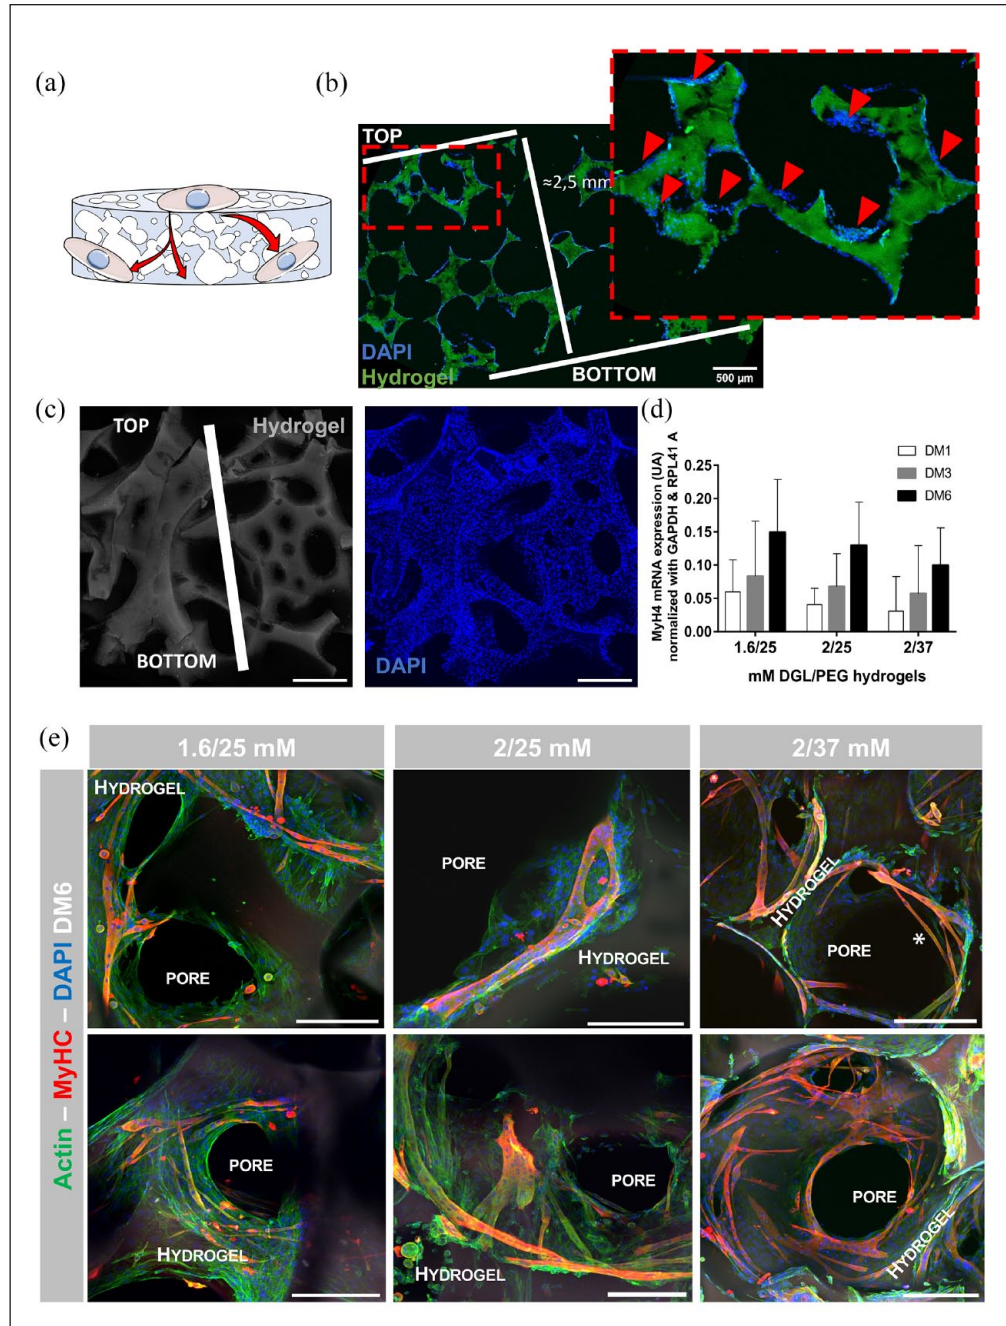 (a)
(b)
TOP
≈2,5 mm
DAPI
Hydrogel
BOTTOM
500 µm
(c)
TOP
Hydrogel
BOTTOM
DAPI
(d)
MyH4 mRNA expression (UA)
normalized with GAPDH & RPL41 A
0.25
0.20
0.15
0.10
0.05
0.00
DM1
DM3
DM6
1.6/25
2/25
2/37
mM DGL/PEG hydrogels
(e)
1.6/25 mM
2/25 mM
2/37 mM
Actin – MyHC – DAPI DM6
HYDROGEL
PORE
PORE
HYDROGEL
HYDROGEL
PORE
*
PORE
HYDROGEL
PORE
HYDROGEL
PORE
HYDROGEL